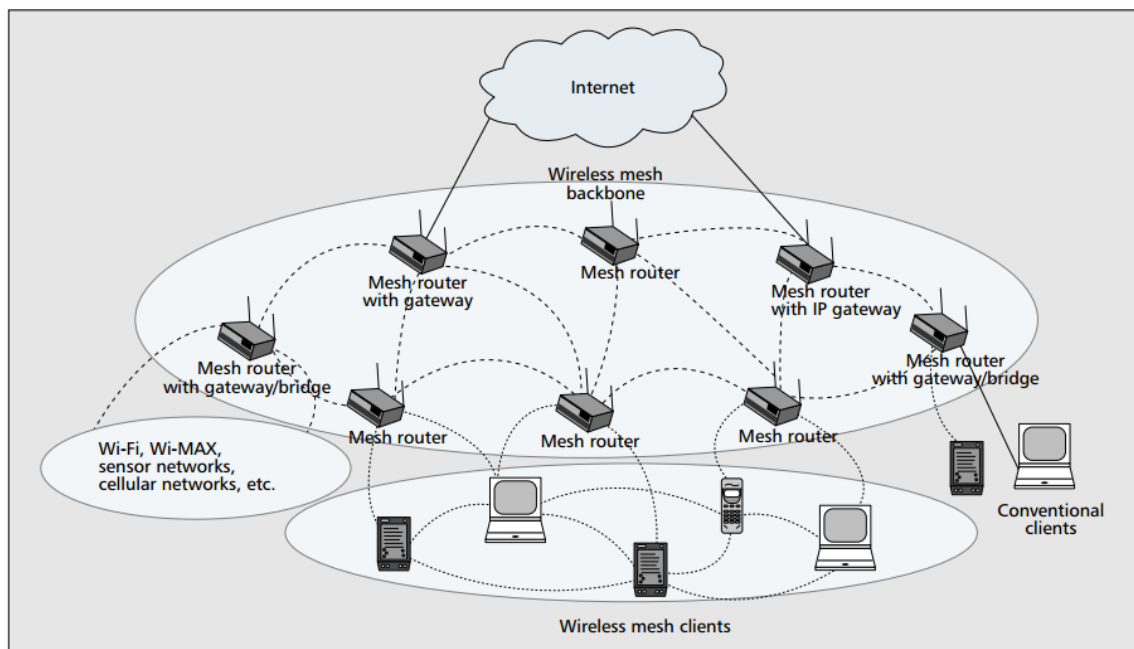 Internet
Wireless mesh
backbone
Mesh router
with gateway
Mesh router
Mesh router
with IP gateway
Mesh router
with gateway/bridge
Mesh router
with gateway/bridge
Mesh router
Mesh router
Mesh router
Wi-Fi, Wi-MAX,
sensor networks,
cellular networks, etc.
Conventional
clients
Wireless mesh clients